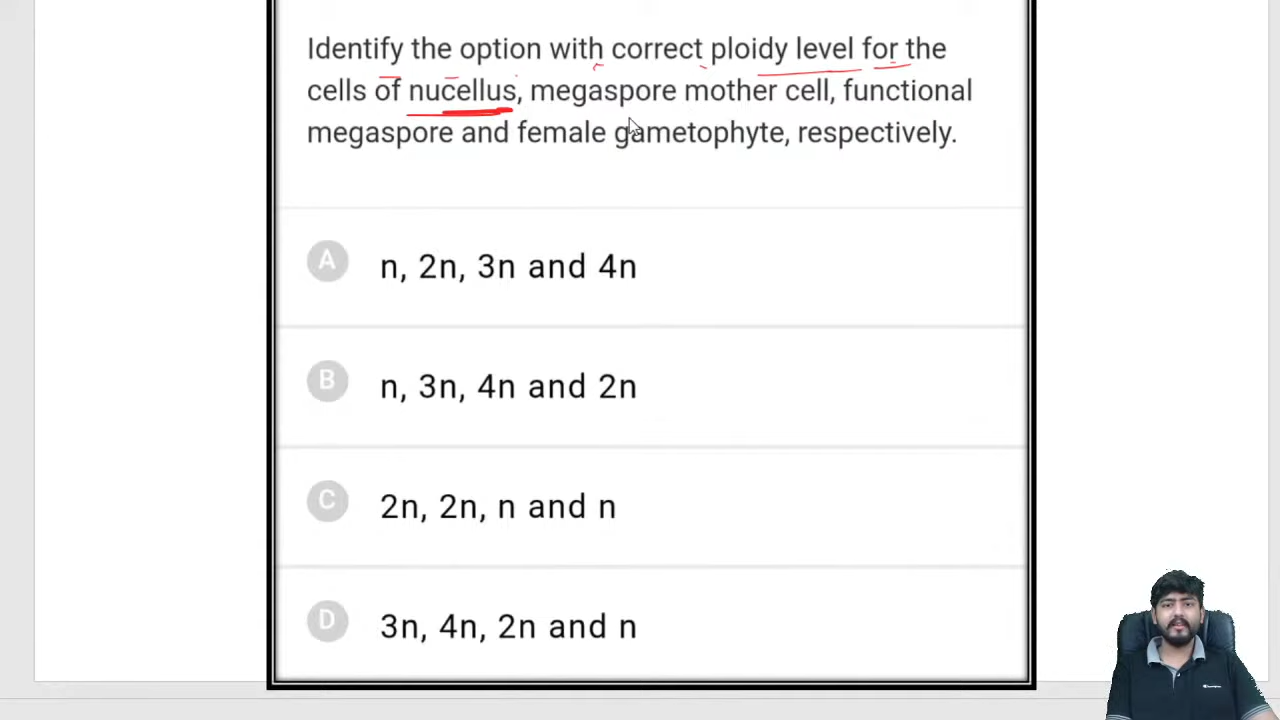 Identify the option with correct ploidy level for the
cells of nucellus, megaspore mother cell, functional
megaspore and female gametophyte, respectively.
A n, 2n, 3n and 4n
B n, 3n, 4n and 2n
C 2n, 2n, n and n
D 3n, 4n, 2n and n